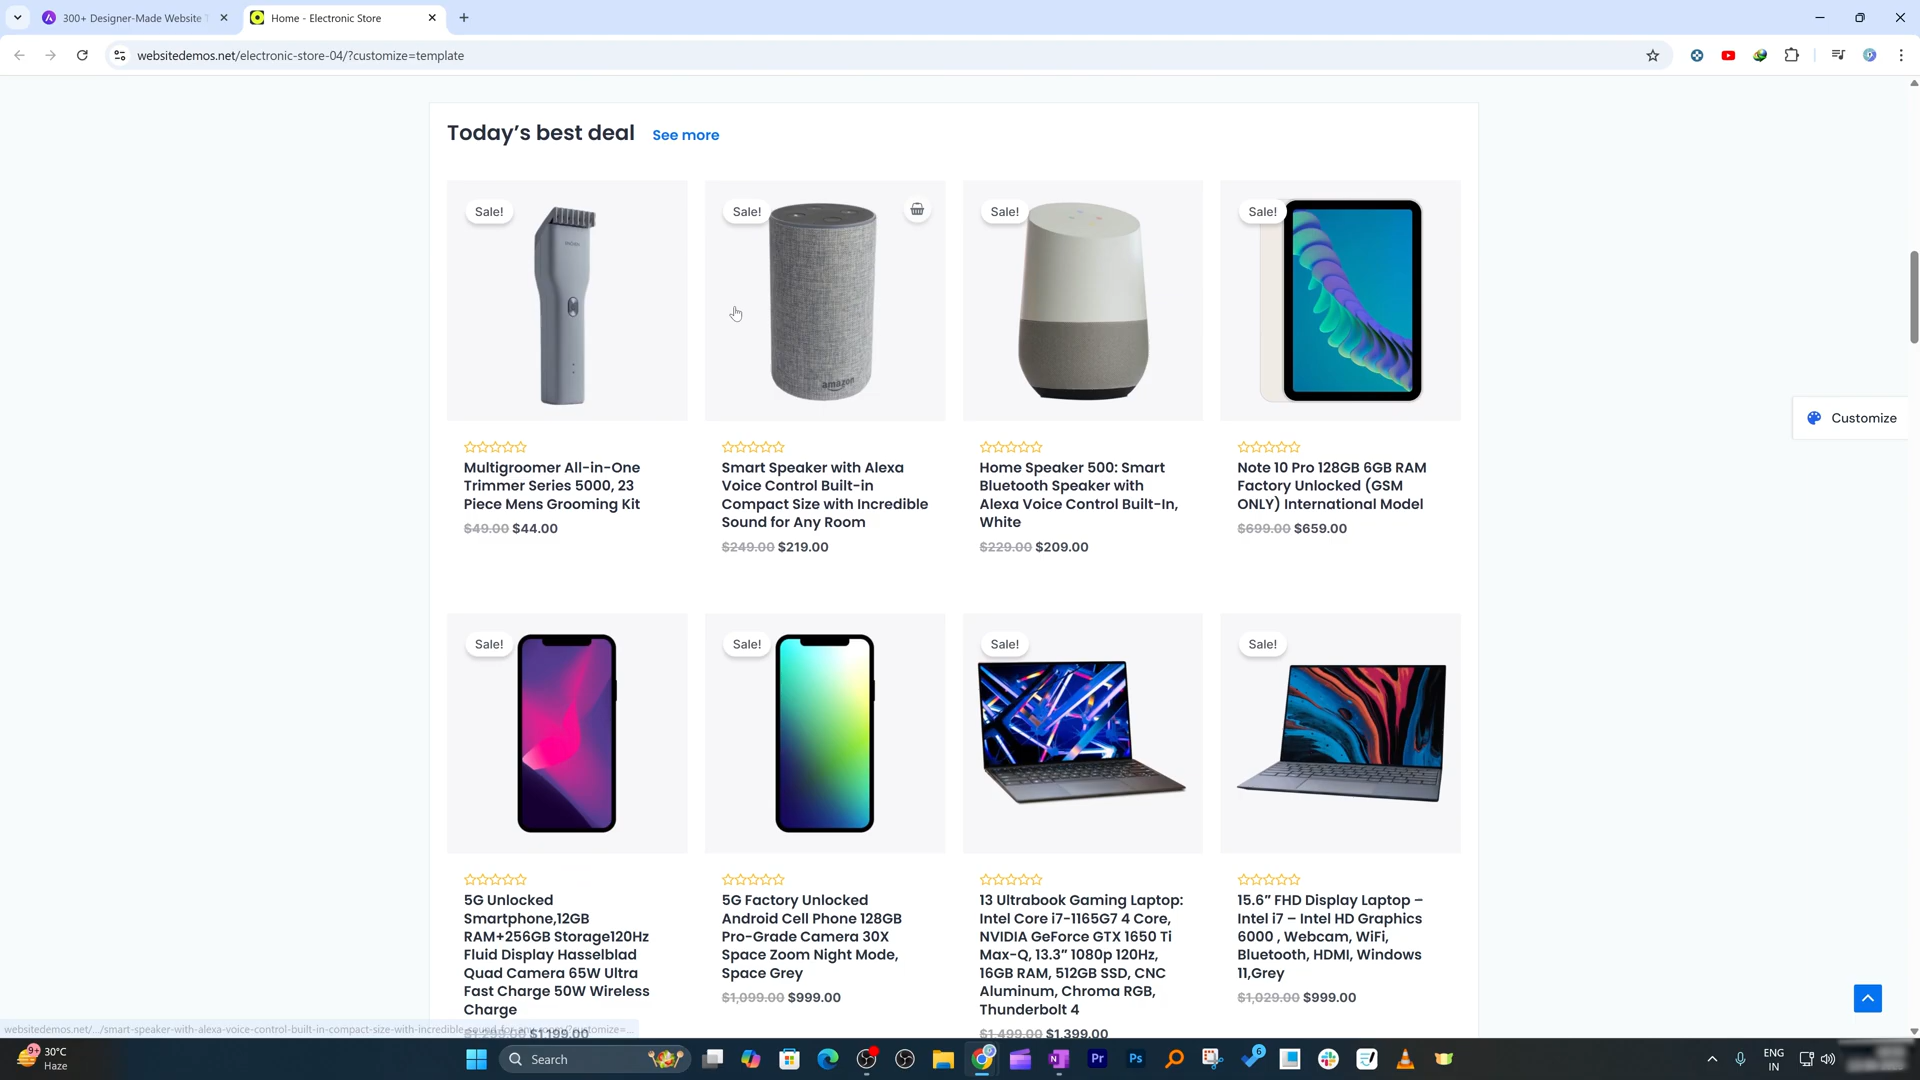 300+ Designer-Made Website
Home - Electronic Store
websitedemos.net/electronic-store-04/?customize=template
Today's best deal See more
Sale! Sale! Sale! Sale!
amazon
Customize
Multigroomer All-in-One
Trimmer Series 5000, 23
Piece Mens Grooming Kit
$49.00 $44.00
Smart Speaker with Alexa
Voice Control Built-in
Compact Size with Incredible
Sound for Any Room
$249.00 $219.00
Home Speaker 500: Smart
Bluetooth Speaker with
Alexa Voice Control Built-In,
White
$229.00 $209.00
Note 10 Pro 128GB 6GB RAM
Factory Unlocked (GSM
ONLY) International Model
$699.00 $659.00
Sale! Sale! Sale! Sale!
5G Unlocked
Smartphone,12GB
RAM+256GB Storage120Hz
Fluid Display Hasselblad
Quad Camera 65W Ultra
Fast Charge 50W Wireless
Charge
$1,299.00 $1,199.00
5G Factory Unlocked
Android Cell Phone 128GB
Pro-Grade Camera 30X
Space Zoom Night Mode,
Space Grey
$1,099.00 $999.00
13 Ultrabook Gaming Laptop:
Intel Core i7-1165G7 4 Core,
NVIDIA GeForce GTX 1650 Ti
Max-Q, 13.3" 1080p 120Hz,
16GB RAM, 512GB SSD, CNC
Aluminum, Chroma RGB,
Thunderbolt 4
$1,499.00 $1,399.00
15.6" FHD Display Laptop –
Intel i7 – Intel HD Graphics
6000 , Webcam, WiFi,
Bluetooth, HDMI, Windows
11,Grey
$1,029.00 $999.00
websitedemos.net/.../smart-speaker-with-alexa-voice-control-built-in-compact-size-with-incredible-sound-for-any-room/?customize=...
9+
30°C
Haze
Search
Pr
Ps
6
ENG
IN